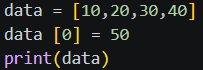 data = [10,20,30,40]
data [0] = 50
print(data)